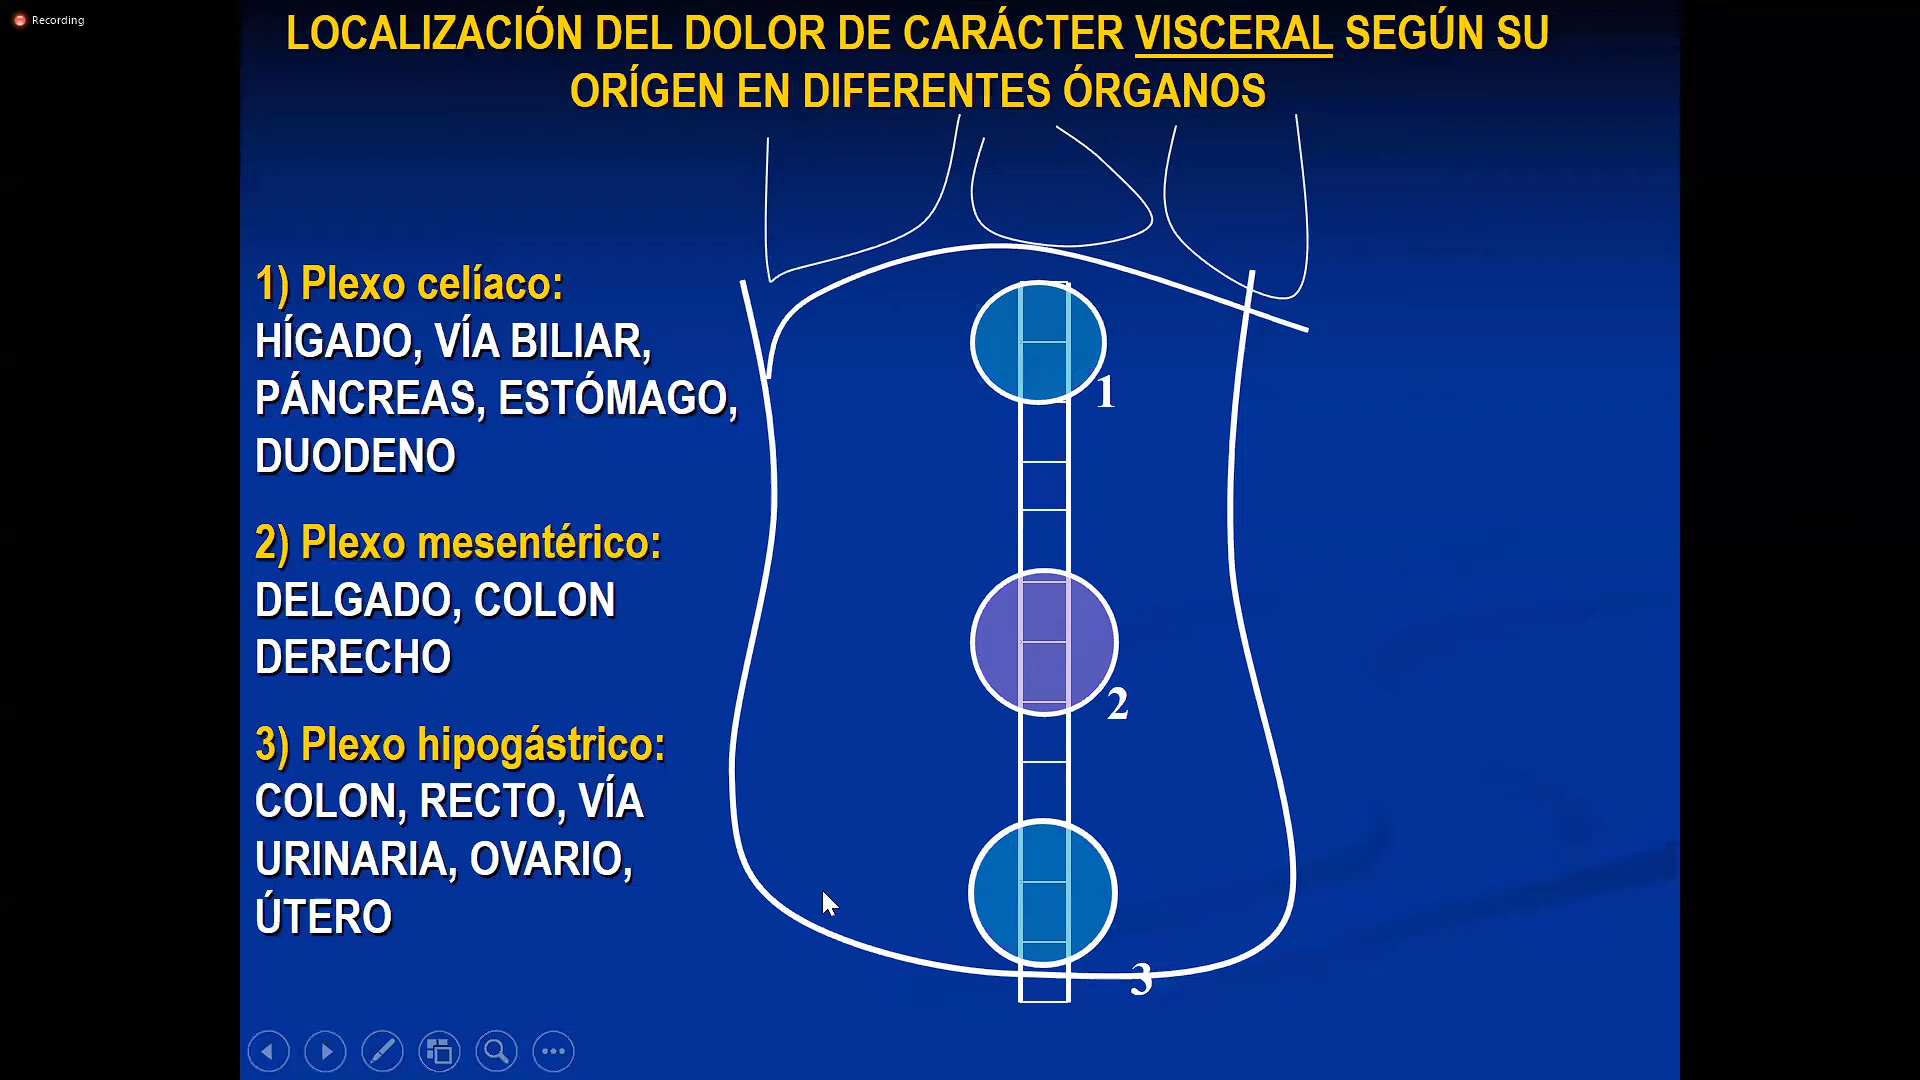 Recording
LOCALIZACIÓN DEL DOLOR DE CARÁCTER VISCERAL SEGÚN SU
ORÍGEN EN DIFERENTES ÓRGANOS
1) Plexo celíaco:
HÍGADO, VÍA BILIAR,
PÁNCREAS, ESTÓMAGO,
DUODENO
2) Plexo mesentérico:
DELGADO, COLON
DERECHO
3) Plexo hipogástrico:
COLON, RECTO, VÍA
URINARIA, OVARIO,
ÚTERO
1
2
3